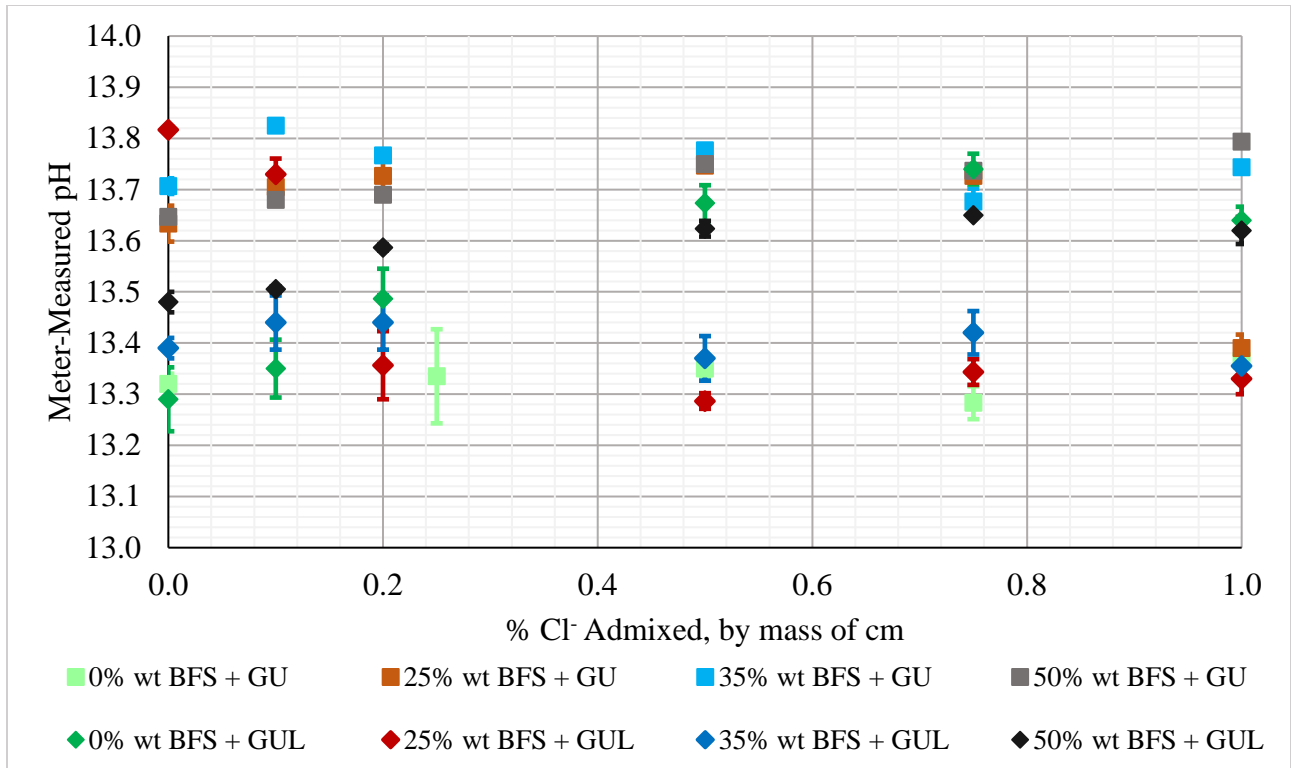 14.0
13.9
13.8
13.7
13.6
13.5
13.4
13.3
13.2
13.1
13.0
Meter-Measured pH
0.0 0.2 0.4 0.6 0.8 1.0
% Cl⁻ Admixed, by mass of cm
0% wt BFS + GU 25% wt BFS + GU 35% wt BFS + GU 50% wt BFS + GU
0% wt BFS + GUL 25% wt BFS + GUL 35% wt BFS + GUL 50% wt BFS + GUL